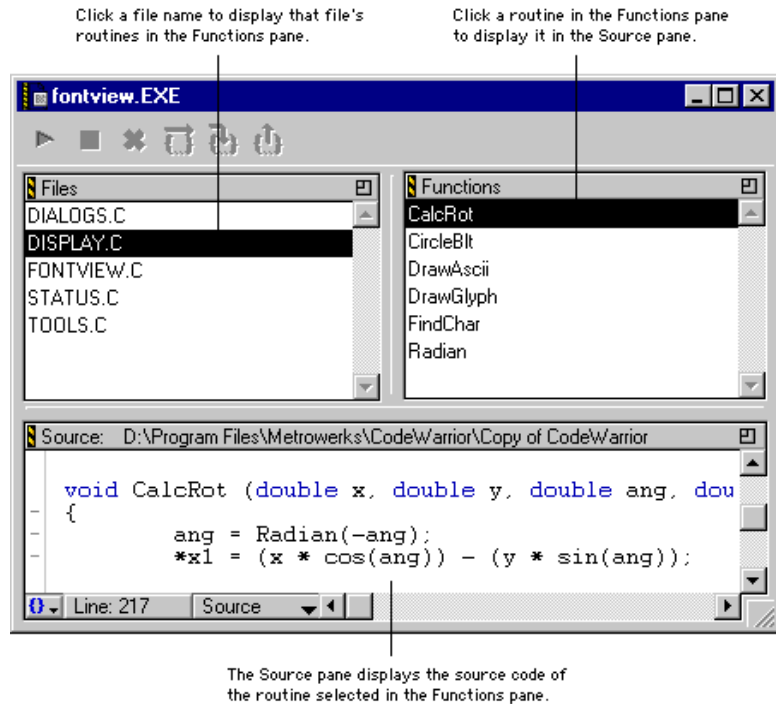 Click a file name to display that file's
routines in the Functions pane.
Click a routine in the Functions pane
to display it in the Source pane.
fontview.EXE
Files
DIALOGS.C
DISPLAY.C
FONTVIEW.C
STATUS.C
TOOLS.C
Functions
CalcRot
CircleBlt
DrawAscii
DrawGlyph
FindChar
Radian
Source: D:\Program Files\Metrowerks\CodeWarrior\Copy of CodeWarrior
void CalcRot (double x, double y, double ang, dou
{
ang = Radian(-ang);
*x1 = (x * cos(ang)) - (y * sin(ang));
Line: 217 Source
The Source pane displays the source code of
the routine selected in the Functions pane.